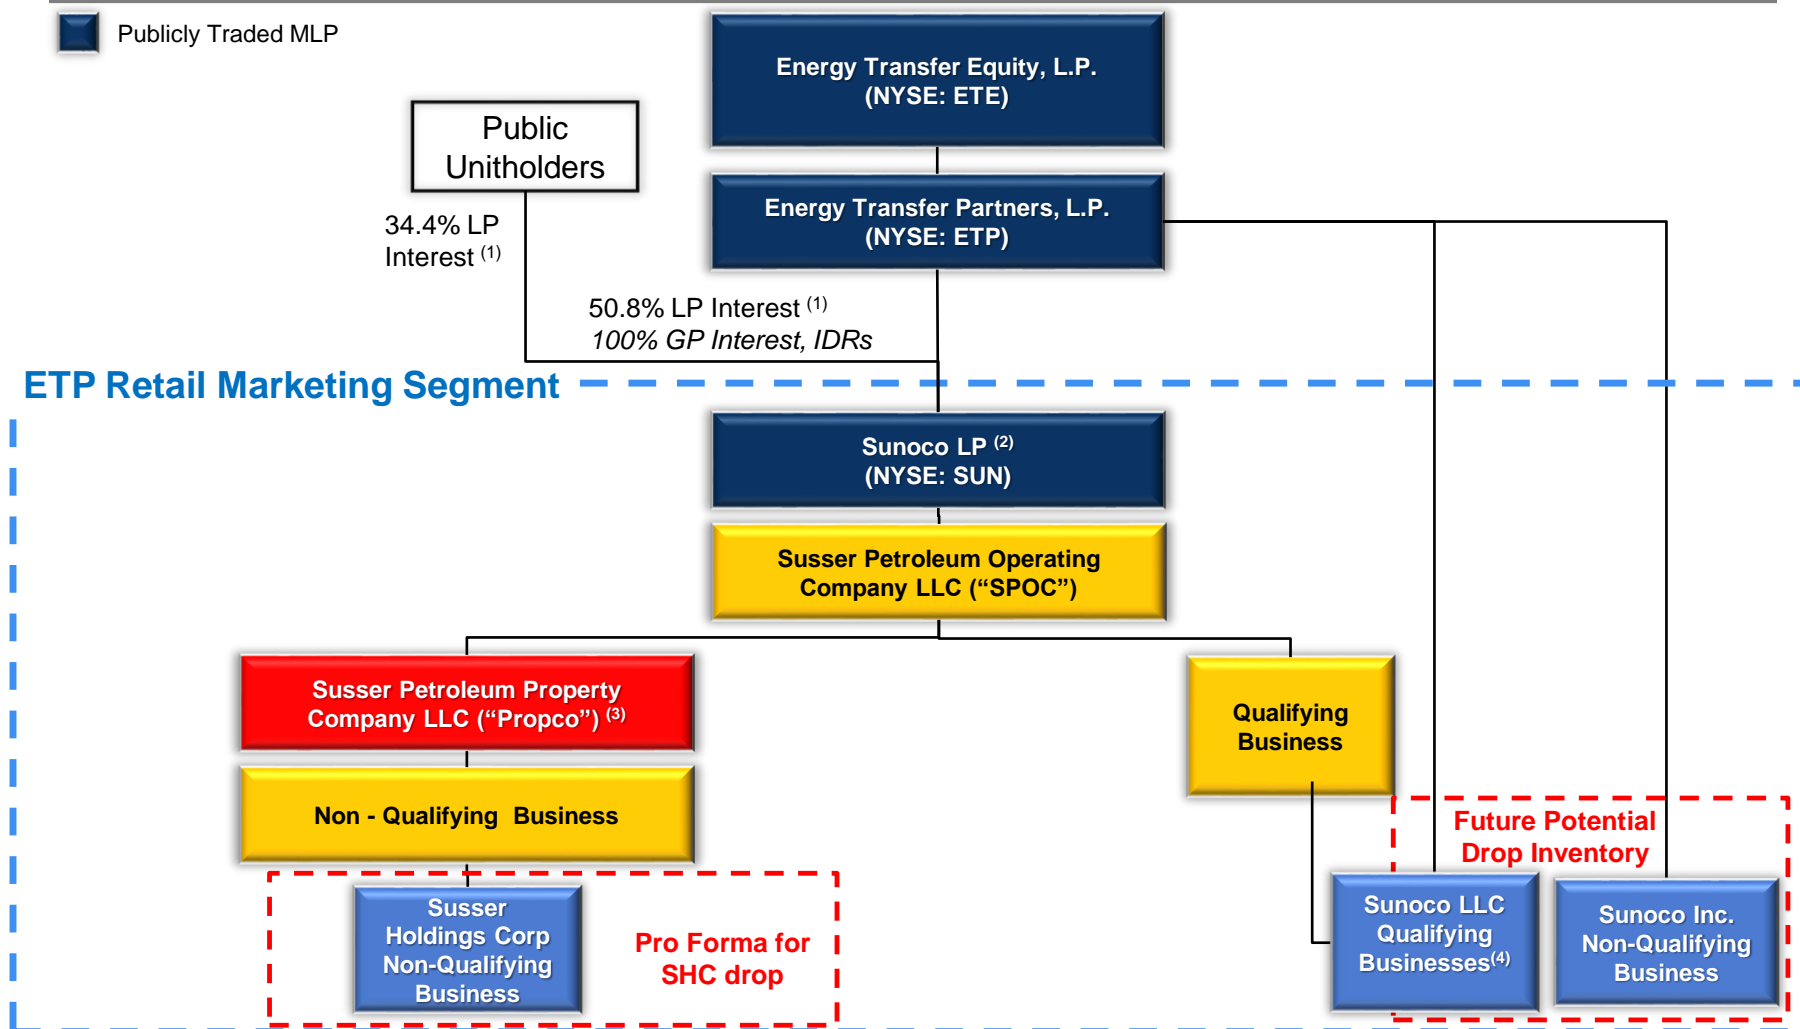 Publicly Traded MLP
Energy Transfer Equity, L.P.
(NYSE: ETE)
Public
Unitholders
Energy Transfer Partners, L.P.
(NYSE: ETP)
34.4% LP
Interest (1)
50.8% LP Interest (1)
100% GP Interest, IDRs
ETP Retail Marketing Segment
Sunoco LP (2)
(NYSE: SUN)
Susser Petroleum Operating
Company LLC (“SPOC”)
Susser Petroleum Property
Company LLC (“Propco”) (3)
Qualifying
Business
Non - Qualifying Business
Future Potential
Drop Inventory
Susser
Holdings Corp
Non-Qualifying
Business
Pro Forma for
SHC drop
Sunoco LLC
Qualifying
Businesses(4)
Sunoco Inc.
Non-Qualifying
Business